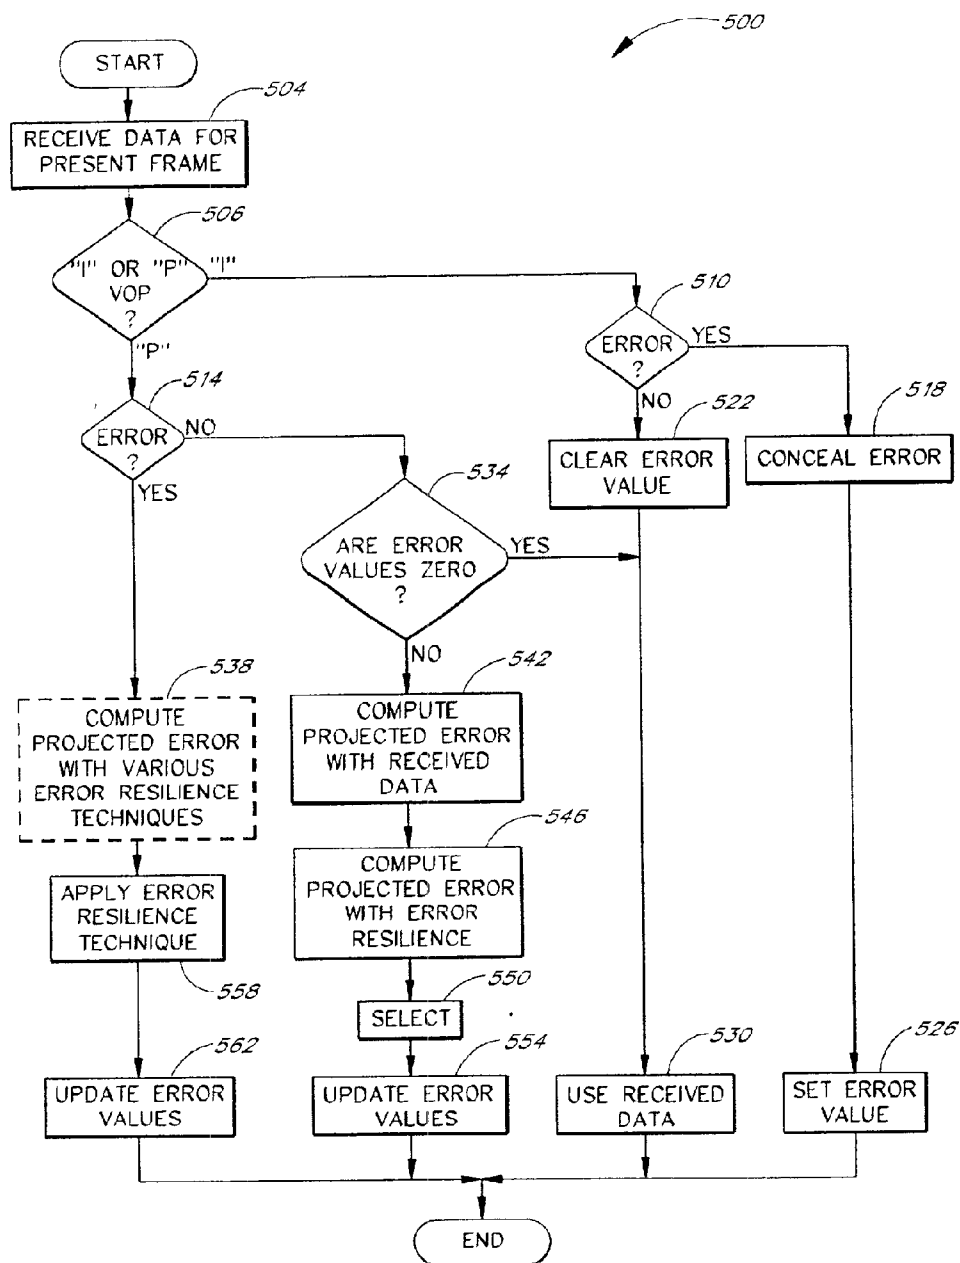 500
START
504
RECEIVE DATA FOR
PRESENT FRAME
506
"I" OR "P"
VOP
?
"I"
"P"
510
ERROR
?
YES
NO
514
ERROR
?
NO
YES
522
CLEAR ERROR
VALUE
518
CONCEAL ERROR
534
ARE ERROR
VALUES ZERO
?
YES
NO
538
COMPUTE
PROJECTED ERROR
WITH VARIOUS
ERROR RESILIENCE
TECHNIQUES
542
COMPUTE
PROJECTED ERROR
WITH RECEIVED
DATA
546
COMPUTE
PROJECTED ERROR
WITH ERROR
RESILIENCE
APPLY ERROR
RESILIENCE
TECHNIQUE
558
550
SELECT
562
UPDATE ERROR
VALUES
554
UPDATE ERROR
VALUES
530
USE RECEIVED
DATA
526
SET ERROR
VALUE
END